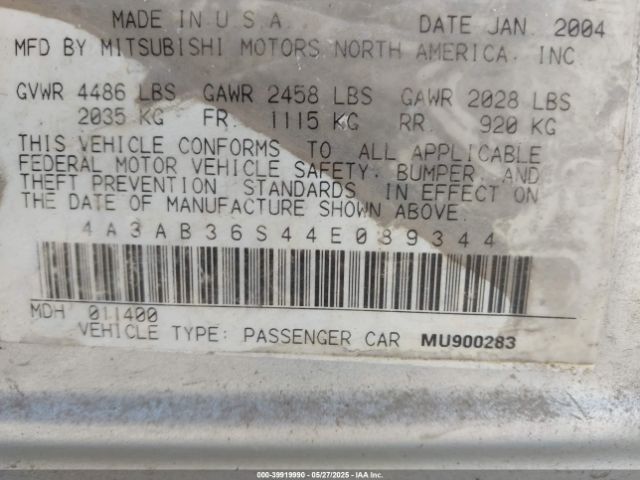 MADE IN U.S.A. DATE JAN. 2004
MFD BY MITSUBISHI MOTORS NORTH AMERICA, INC.
GVWR 4486 LBS GAWR 2458 LBS GAWR 2028 LBS
2035 KG FR 1115 KG RR. 920 KG
THIS VEHICLE CONFORMS TO ALL APPLICABLE
FEDERAL MOTOR VEHICLE SAFETY, BUMPER, AND
THEFT PREVENTION STANDARDS IN EFFECT ON
THE DATE OF MANUFACTURE SHOWN ABOVE.
4A3AB36S44E039344
MDH 011400
VEHICLE TYPE: PASSENGER CAR MU900283
000-39919990 | 05/27/2025 | IAA Inc.